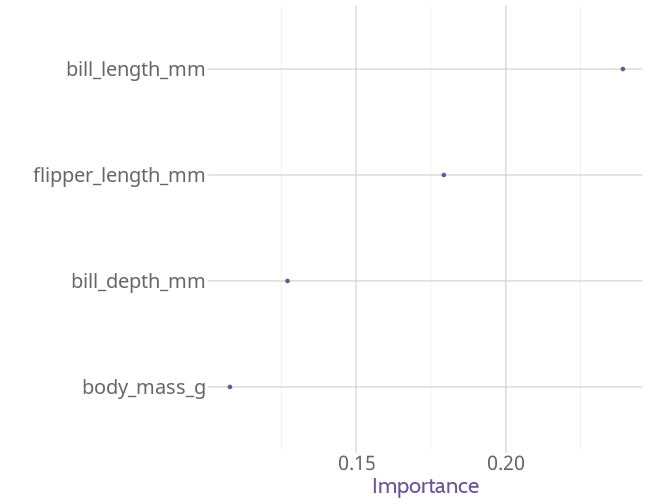 bill_length_mm
flipper_length_mm
bill_depth_mm
body_mass_g
0.15 0.20
Importance